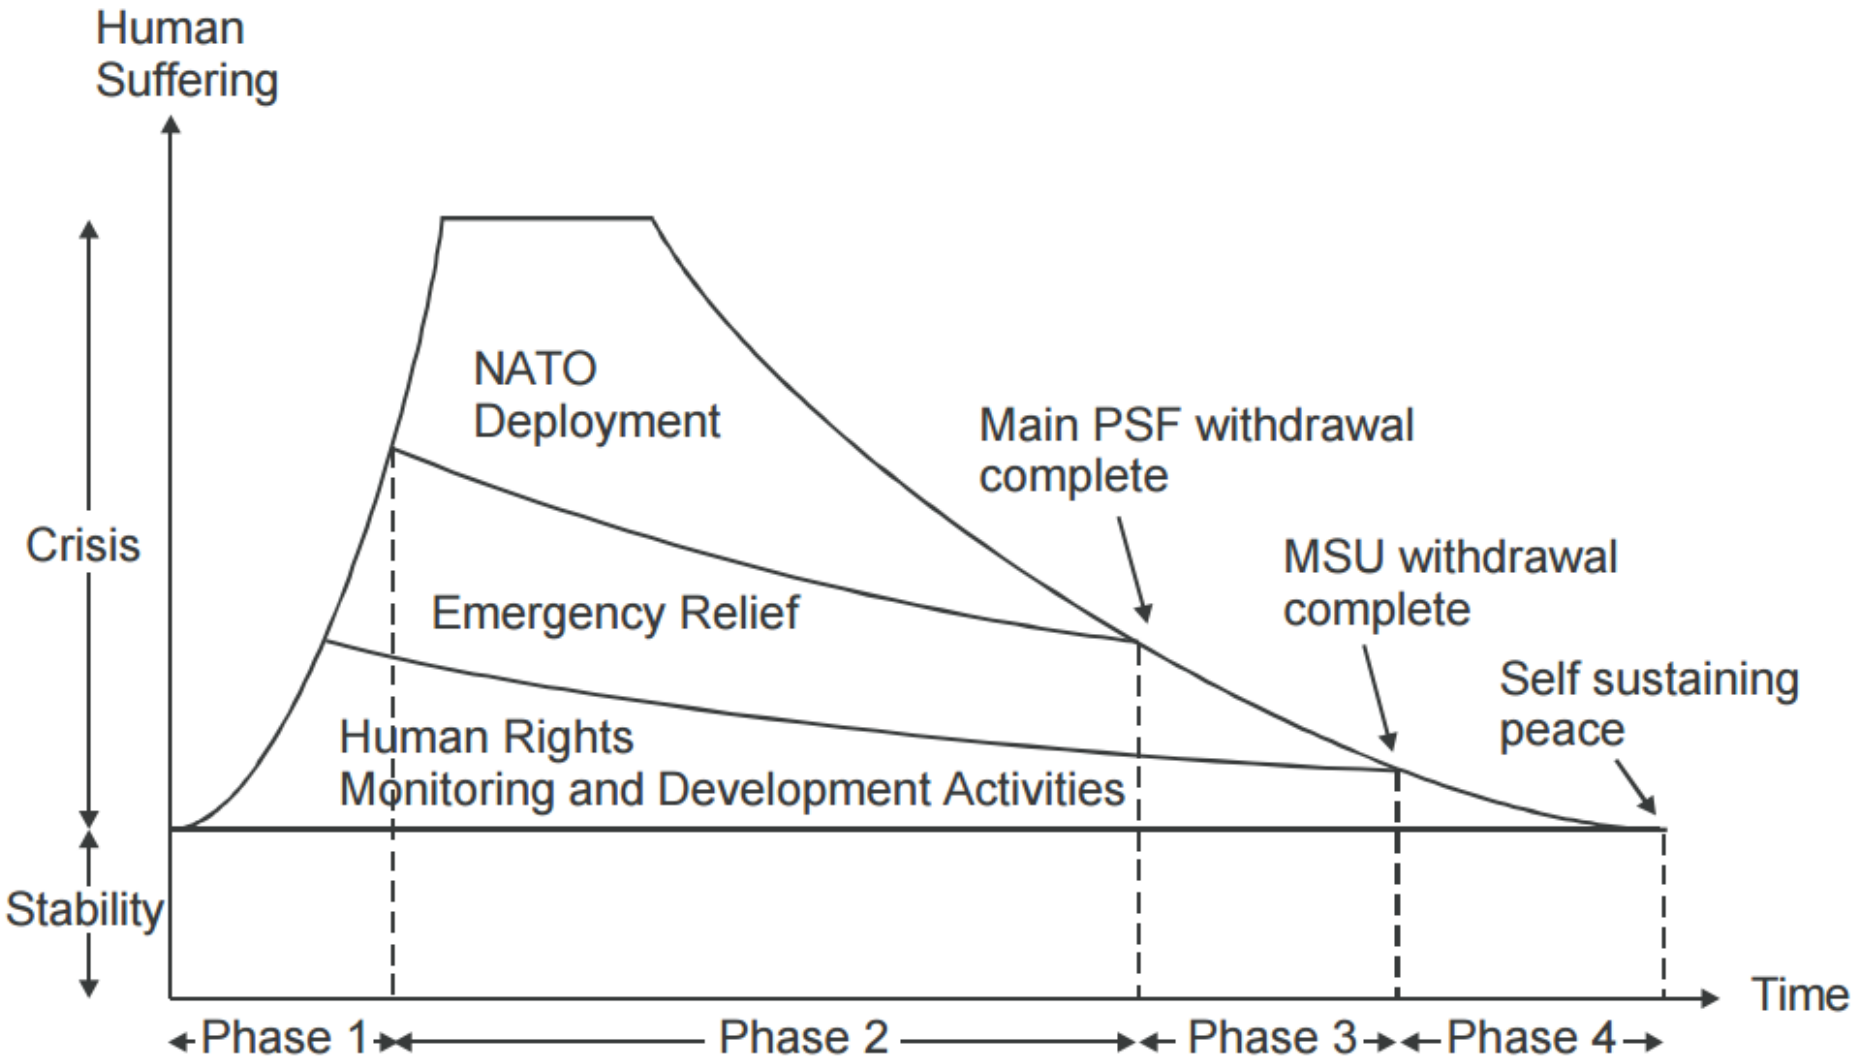 Human
Suffering
NATO
Deployment
Main PSF withdrawal
complete
Crisis
MSU withdrawal
complete
Emergency Relief
Self sustaining
peace
Human Rights
Monitoring and Development Activities
Stability
Time
Phase 1
Phase 2
Phase 3
Phase 4